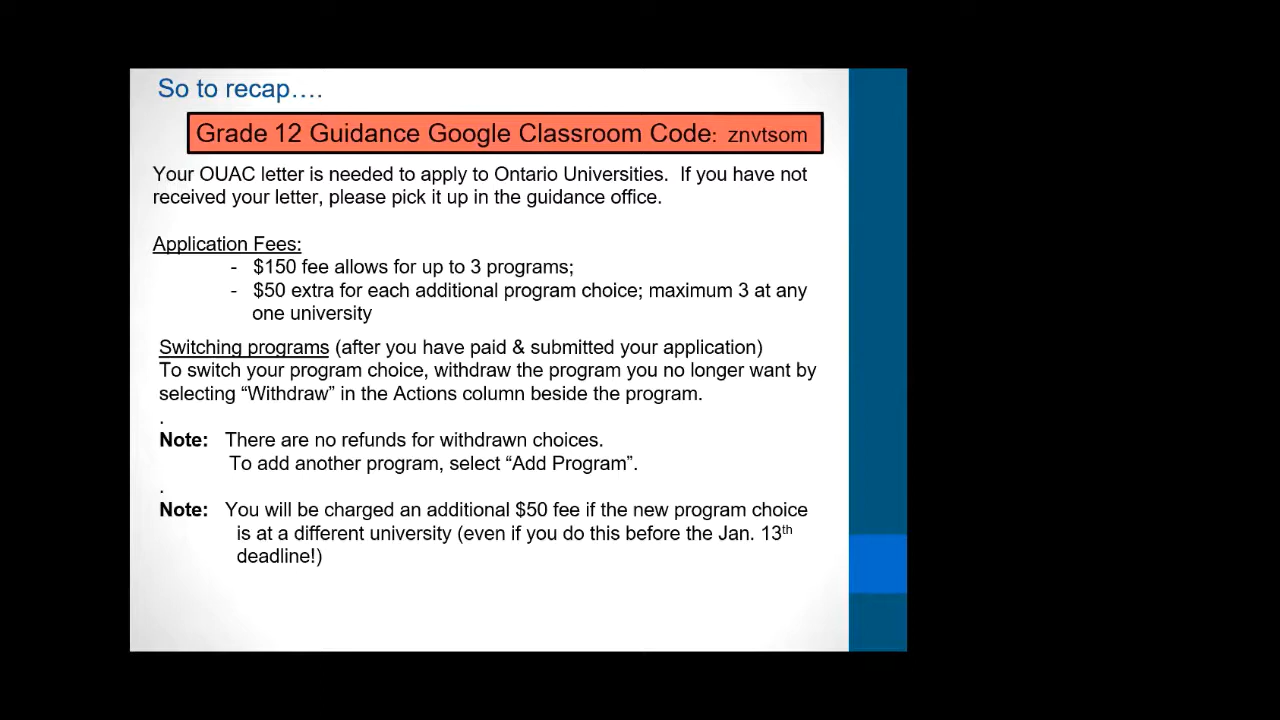 So to recap….
Grade 12 Guidance Google Classroom Code: znvtsom
Your OUAC letter is needed to apply to Ontario Universities. If you have not
received your letter, please pick it up in the guidance office.
Application Fees:
- $150 fee allows for up to 3 programs;
- $50 extra for each additional program choice; maximum 3 at any
one university
Switching programs (after you have paid & submitted your application)
To switch your program choice, withdraw the program you no longer want by
selecting “Withdraw” in the Actions column beside the program.
.
Note: There are no refunds for withdrawn choices.
To add another program, select “Add Program”.
.
Note: You will be charged an additional $50 fee if the new program choice
is at a different university (even if you do this before the Jan. 13th
deadline!)